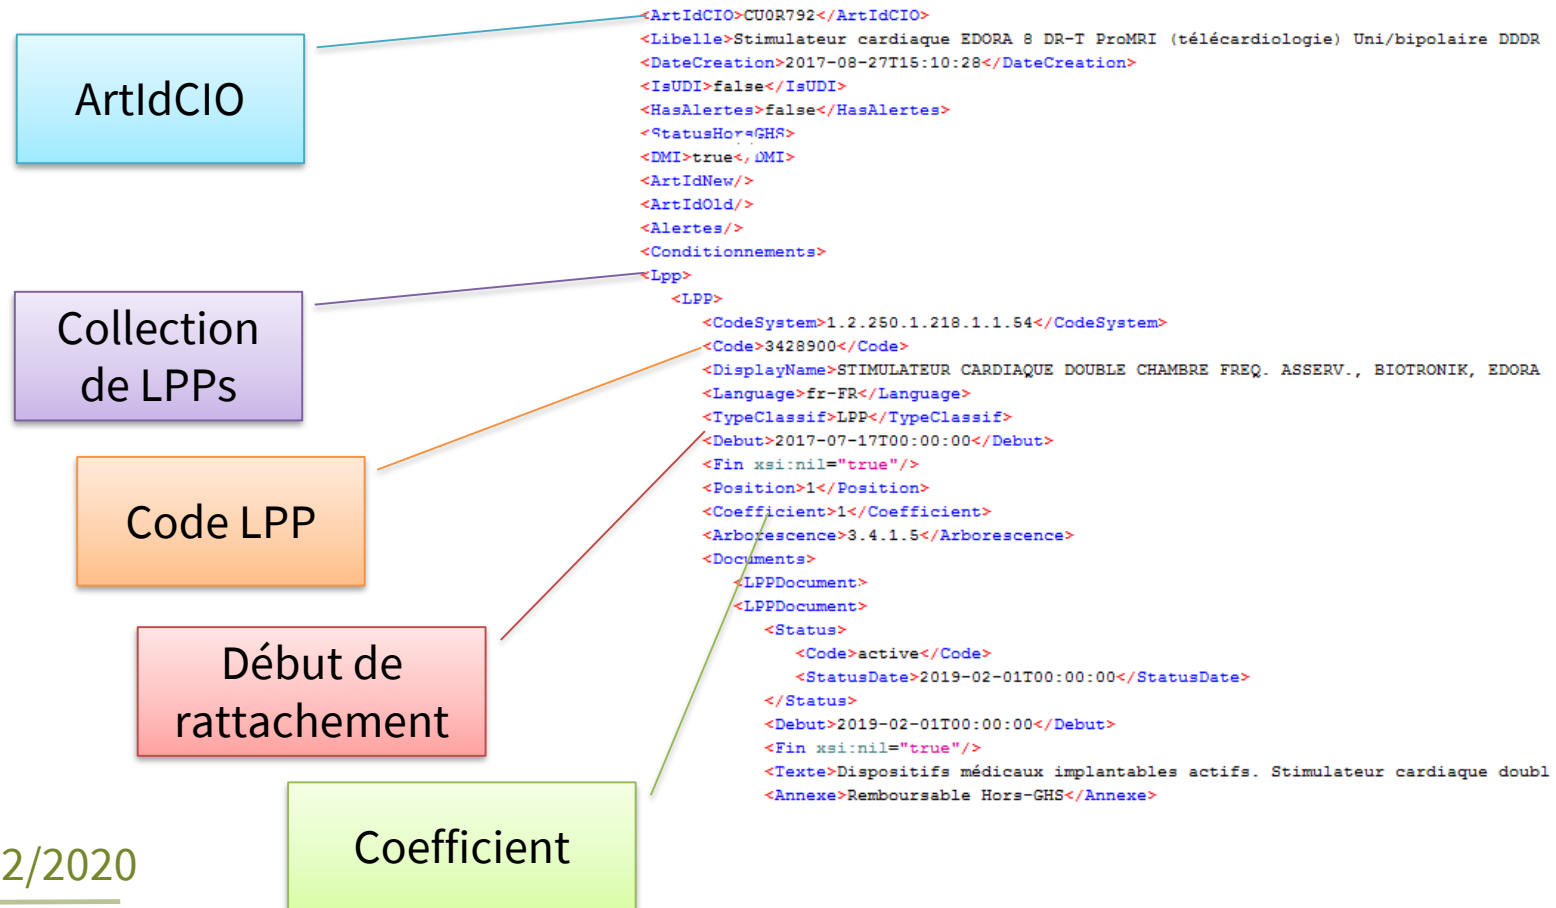 ArtIdCIO
Collection
de LPPs
Code LPP
Début de
rattachement
Coefficient
2/2020
<ArtIdCIO>CU0R792</ArtIdCIO>
<Libelle>Stimulateur cardiaque EDORA 8 DR-T ProMRI (télécardiologie) Uni/bipolaire DDDR
<DateCreation>2017-08-27T15:10:28</DateCreation>
<IsUDI>false</IsUDI>
<HasAlertes>false</HasAlertes>
<StatusHorsGHS>
<DMI>true</DMI>
<ArtIdNew/>
<ArtIdOld/>
<Alertes/>
<Conditionnements>
<Lpp>
<LPP>
<CodeSystem>1.2.250.1.218.1.1.54</CodeSystem>
<Code>3428900</Code>
<DisplayName>STIMULATEUR CARDIAQUE DOUBLE CHAMBRE FREQ. ASSERV., BIOTRONIK, EDORA
<Language>fr-FR</Language>
<TypeClassif>LPP</TypeClassif>
<Debut>2017-07-17T00:00:00</Debut>
<Fin xsi:nil="true"/>
<Position>1</Position>
<Coefficient>1</Coefficient>
<Arborescence>3.4.1.5</Arborescence>
<Documents>
<LPPDocument>
<LPPDocument>
<Status>
<Code>active</Code>
<StatusDate>2019-02-01T00:00:00</StatusDate>
</Status>
<Debut>2019-02-01T00:00:00</Debut>
<Fin xsi:nil="true"/>
<Texte>Dispositifs médicaux implantables actifs. Stimulateur cardiaque doubl
<Annexe>Remboursable Hors-GHS</Annexe>